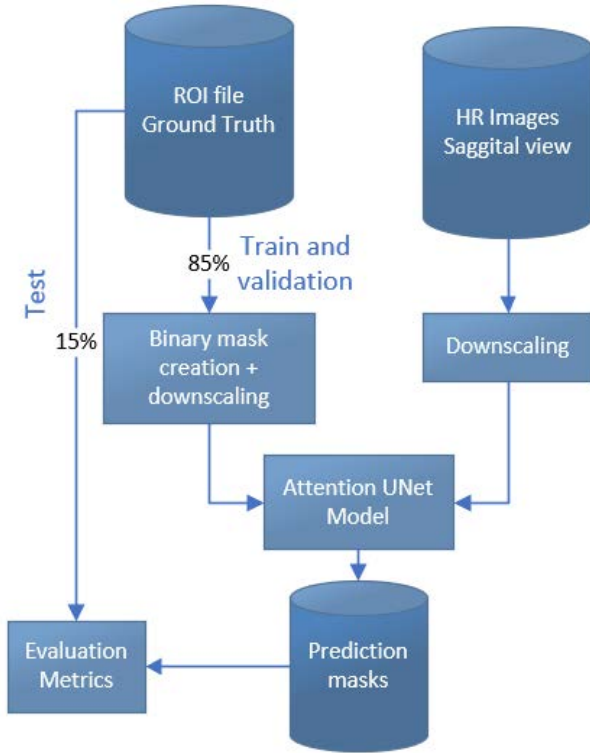 ROI file
Ground Truth
HR Images
Saggital view
85%
Train and
validation
Test
15%
Binary mask
creation +
downscaling
Downscaling
Attention UNet
Model
Evaluation
Metrics
Prediction
masks